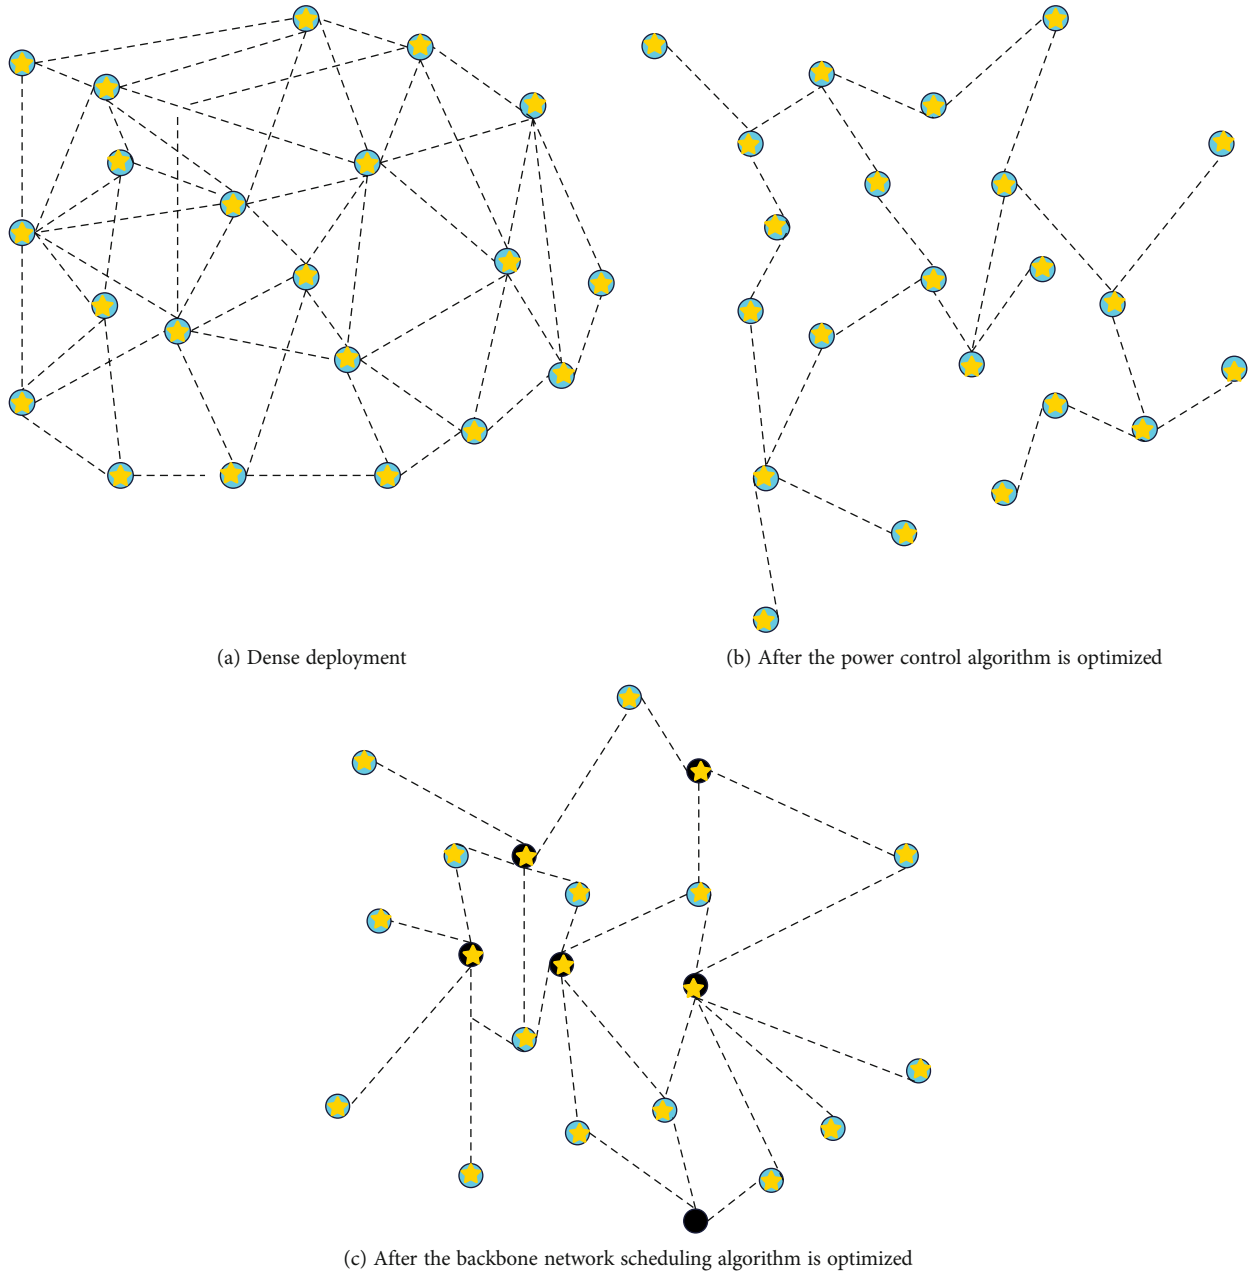 (a) Dense deployment
(b) After the power control algorithm is optimized
(c) After the backbone network scheduling algorithm is optimized